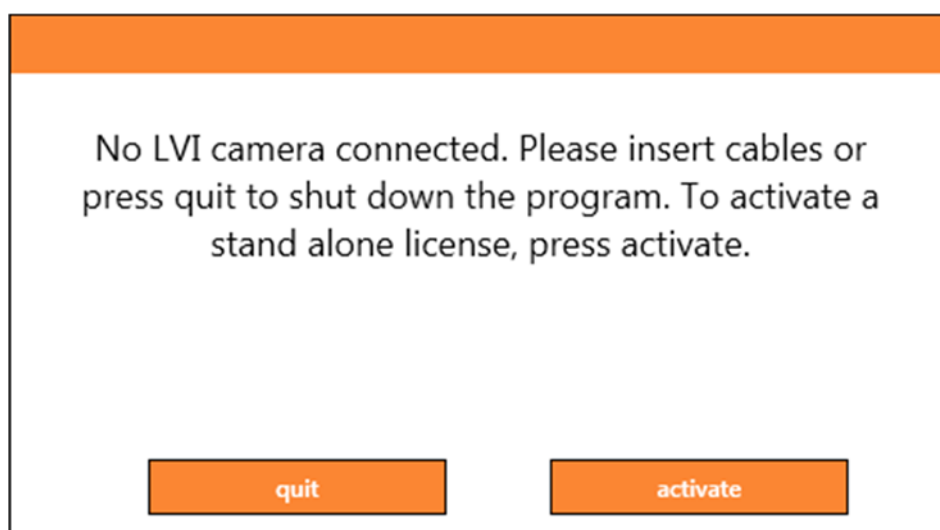 No LVI camera connected. Please insert cables or
press quit to shut down the program. To activate a
stand alone license, press activate.
quit
activate